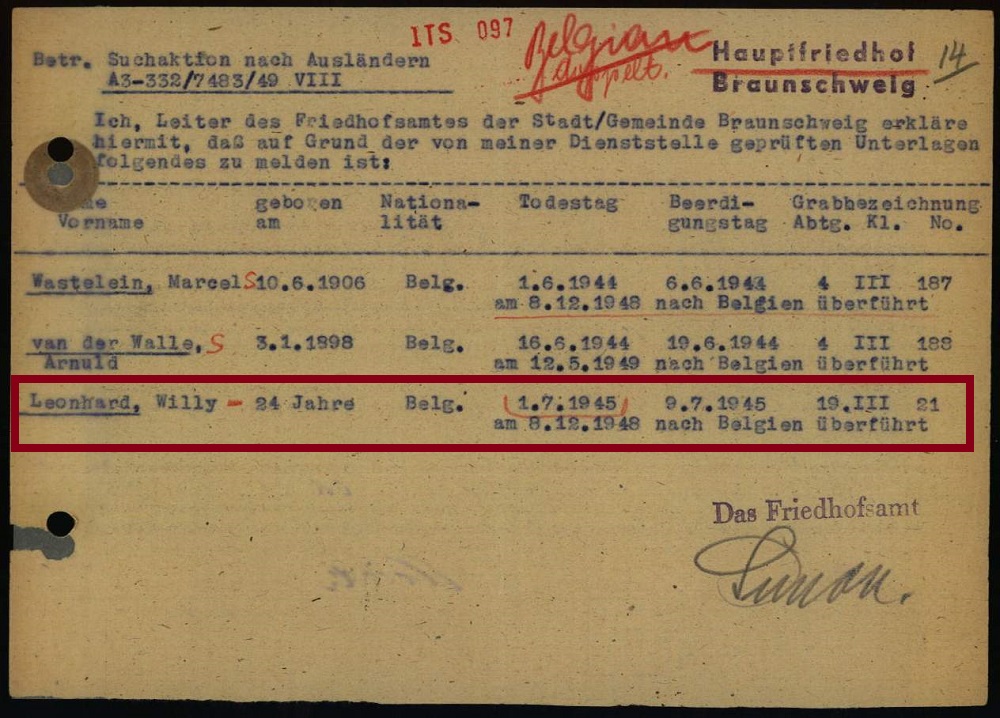 ITS 097
Belgian
doppelt.
Hauptfriedhof 14
Braunschweig
Betr. Suchaktion nach Ausländern
A3-332/7483/49 VIII
Ich, Leiter des Friedhofsamtes der Stadt/Gemeinde Braunschweig erkläre
hiermit, daß auf Grund der von meiner Dienststelle geprüften Unterlagen
folgendes zu melden ist:
geboren Nationa- Todestag Beerdi- Grabbezeichnung
Vorname am lität gungstag Abtg. Kl. No.
Wastelein, Marcel S 10.6.1906 Belg. 1.6.1944 6.6.1944 4 III 187
am 8.12.1948 nach Belgien überführt
van der Walle, S 3.1.1898 Belg. 16.6.1944 19.6.1944 4 III 188
Arnuld am 12.5.1949 nach Belgien überführt
Leonhard, Willy - 24 Jahre Belg. 1.7.1945 9.7.1945 19.III 21
am 8.12.1948 nach Belgien überführt
Das Friedhofsamt